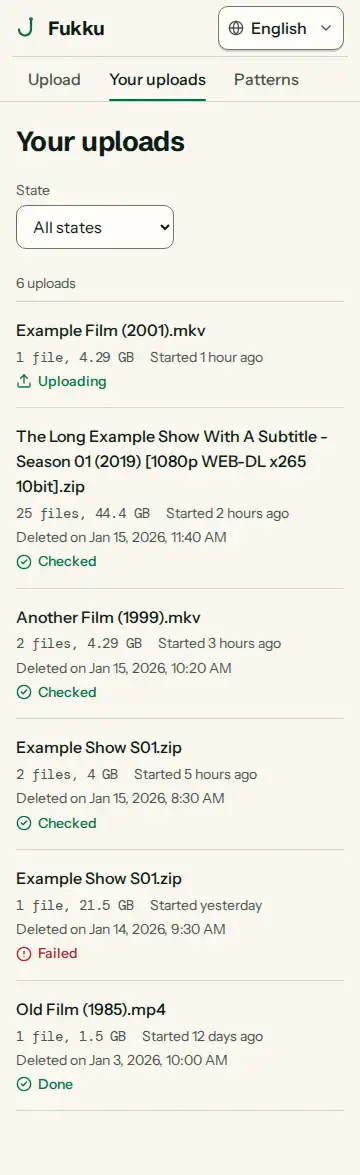 Fukku
English
Upload
Your uploads
Patterns
Your uploads
State
All states
6 uploads
Example Film (2001).mkv
1 file, 4.29 GB Started 1 hour ago
Uploading
The Long Example Show With A Subtitle -
Season 01 (2019) [1080p WEB-DL x265
10bit].zip
25 files, 44.4 GB Started 2 hours ago
Deleted on Jan 15, 2026, 11:40 AM
Checked
Another Film (1999).mkv
2 files, 4.29 GB Started 3 hours ago
Deleted on Jan 15, 2026, 10:20 AM
Checked
Example Show S01.zip
2 files, 4 GB Started 5 hours ago
Deleted on Jan 15, 2026, 8:30 AM
Checked
Example Show S01.zip
1 file, 21.5 GB Started yesterday
Deleted on Jan 14, 2026, 9:30 AM
Failed
Old Film (1985).mp4
1 file, 1.5 GB Started 12 days ago
Deleted on Jan 3, 2026, 10:00 AM
Done